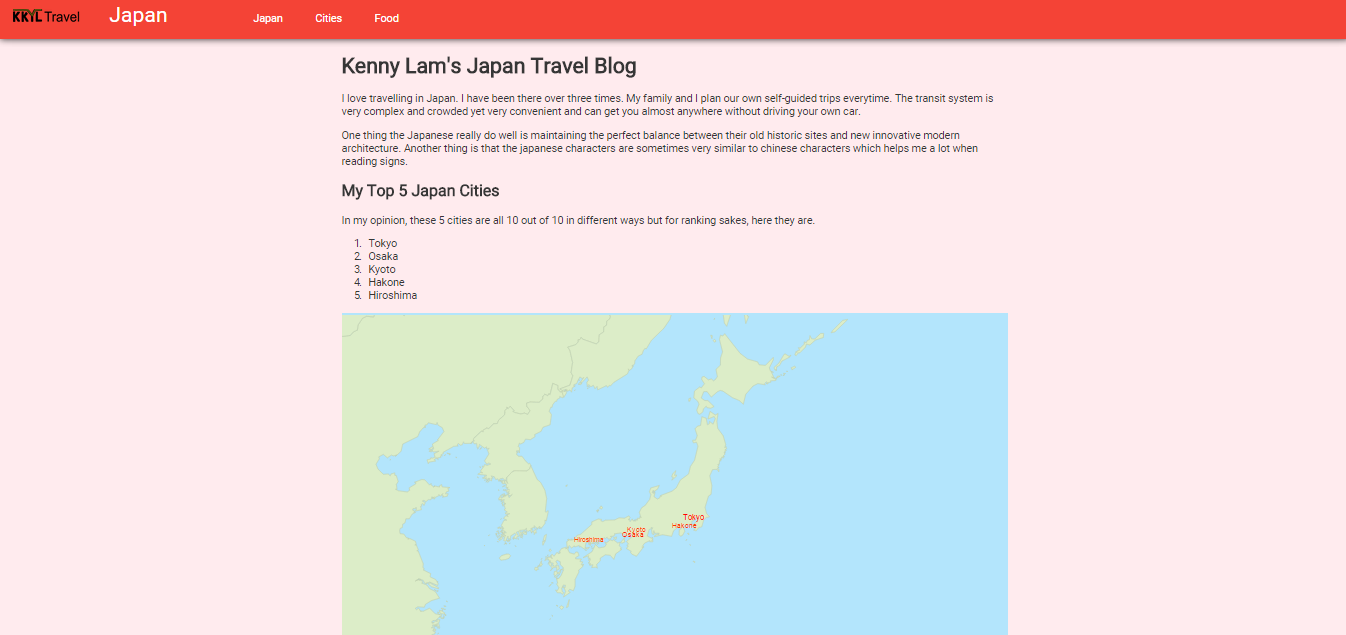 KKYL Travel Japan Japan Cities Food
Kenny Lam's Japan Travel Blog
I love travelling in Japan. I have been there over three times. My family and I plan our own self-guided trips everytime. The transit system is
very complex and crowded yet very convenient and can get you almost anywhere without driving your own car.
One thing the Japanese really do well is maintaining the perfect balance between their old historic sites and new innovative modern
architecture. Another thing is that the japanese characters are sometimes very similar to chinese characters which helps me a lot when
reading signs.
My Top 5 Japan Cities
In my opinion, these 5 cities are all 10 out of 10 in different ways but for ranking sakes, here they are.
1. Tokyo
2. Osaka
3. Kyoto
4. Hakone
5. Hiroshima
Tokyo
Hakone
Kyoto
Osaka
Hiroshima